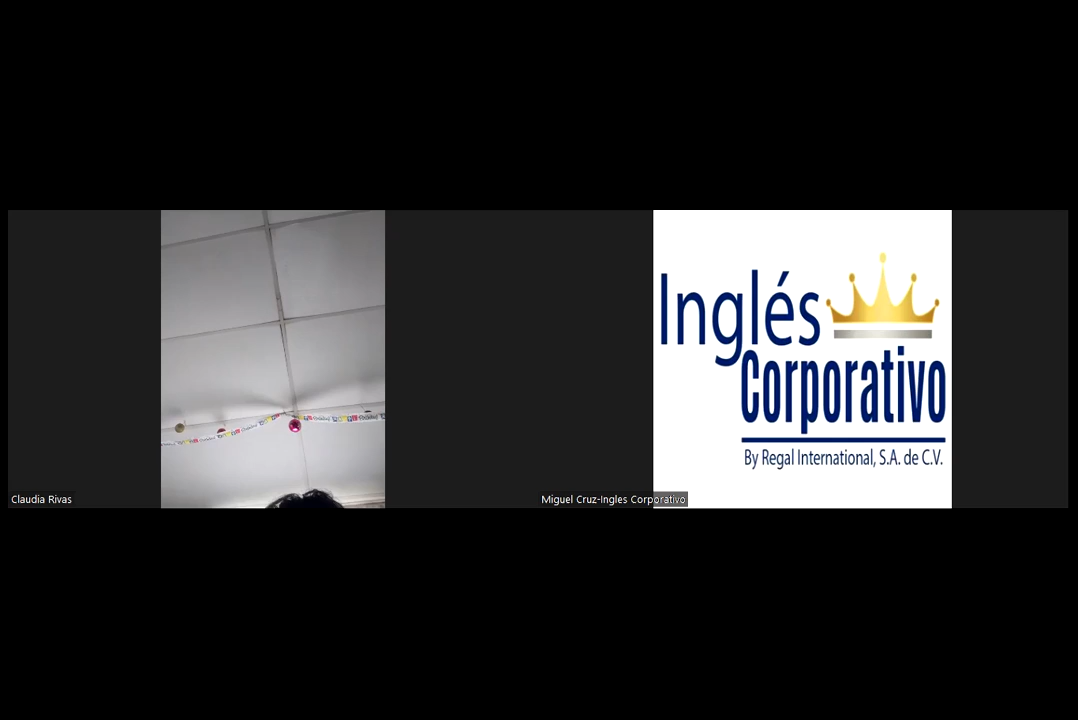 Inglés
Corporativo
By Regal International, S.A. de C.V.
Claudia Rivas
Miguel Cruz-Ingles Corporativo